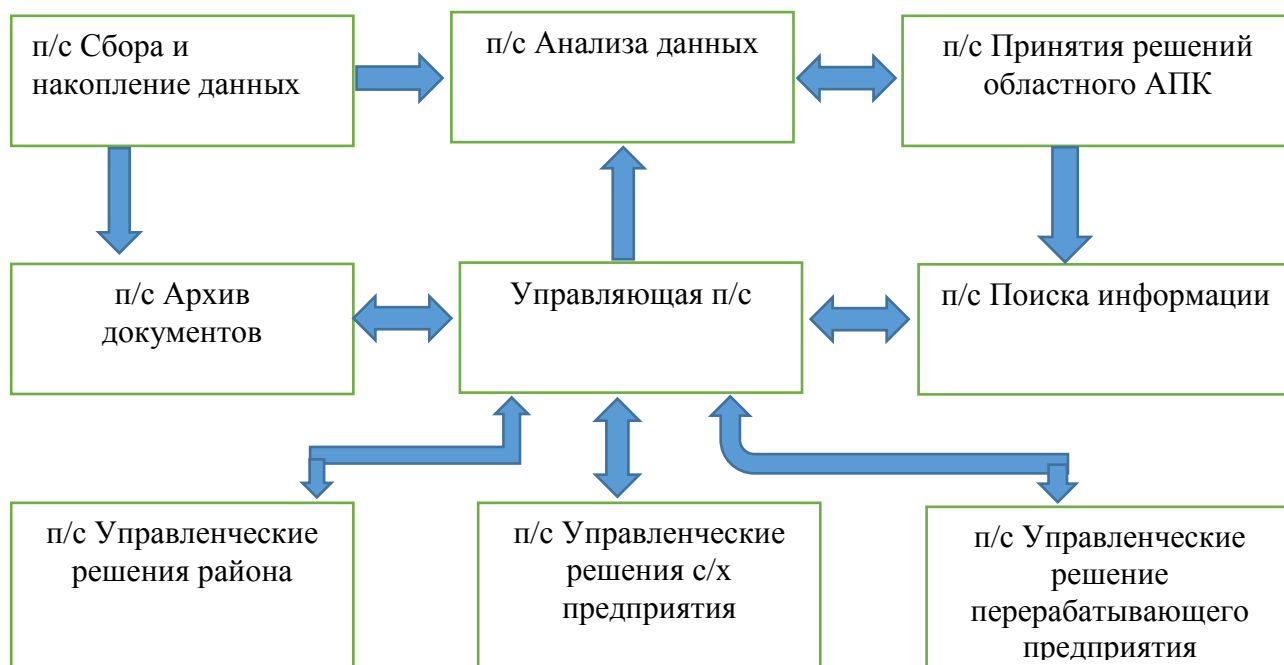 п/с Сбора и
накопление данных
п/с Анализа данных
п/с Принятия решений
областного АПК
п/с Архив
документов
Управляющая п/с
п/с Поиска информации
п/с Управленческие
решения района
п/с Управленческие
решения с/х
предприятия
п/с Управленческие
решение
перерабатывающего
предприятия